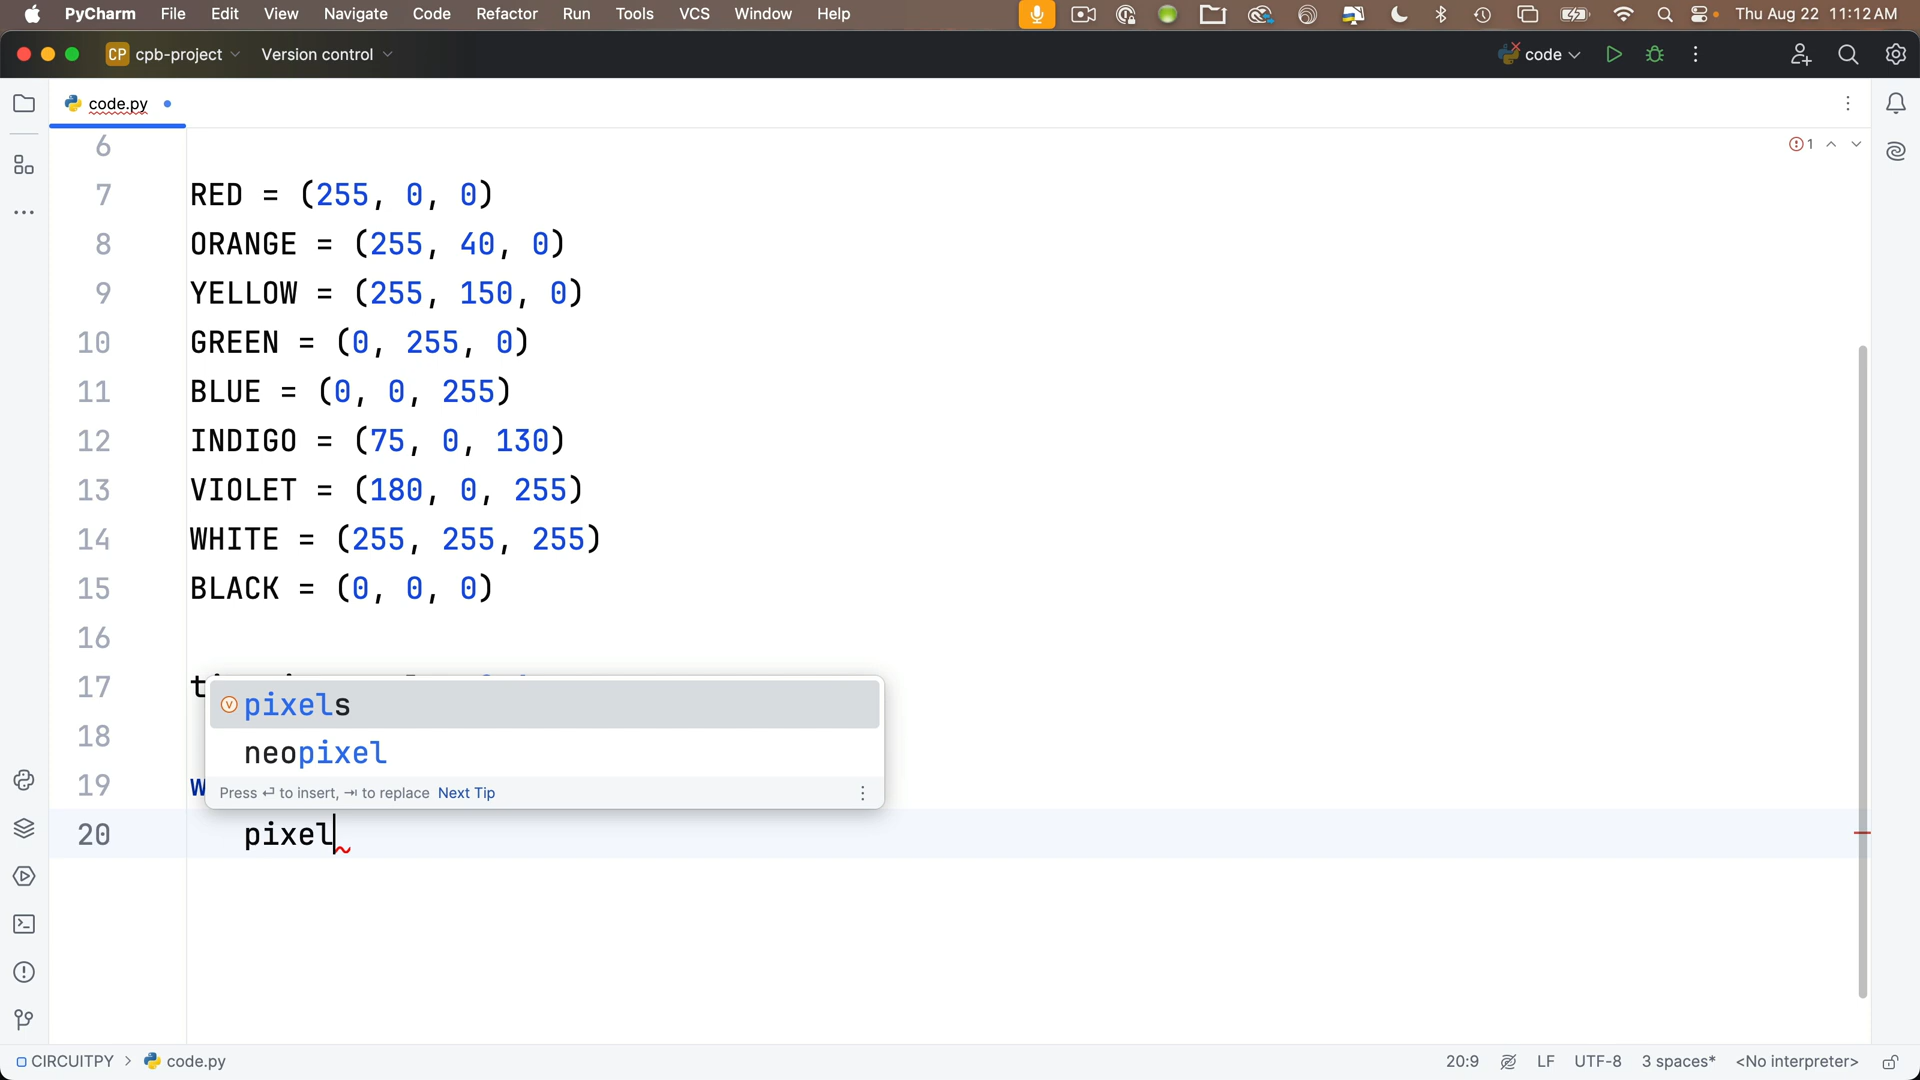 PyCharm File Edit View Navigate Code Refactor Run Tools VCS Window Help Thu Aug 22 11:12 AM
CP cpb-project Version control code
code.py
6
1
7 RED = (255, 0, 0)
8 ORANGE = (255, 40, 0)
9 YELLOW = (255, 150, 0)
10 GREEN = (0, 255, 0)
11 BLUE = (0, 0, 255)
12 INDIGO = (75, 0, 130)
13 VIOLET = (180, 0, 255)
14 WHITE = (255, 255, 255)
15 BLACK = (0, 0, 0)
16
17
pixels
18
neopixel
19 w
Press ⏎ to insert, ⇥ to replace Next Tip
20 pixel
CIRCUITPY > code.py 20:9 LF UTF-8 3 spaces* <No interpreter>